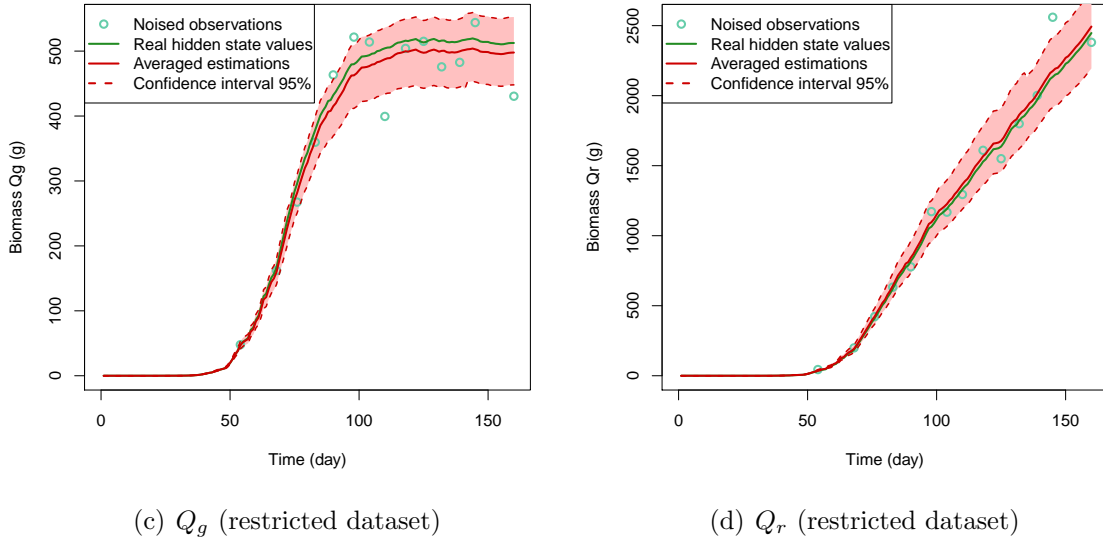 Noised observations
Real hidden state values
Averaged estimations
Confidence interval 95%
Biomass Qg (g)
0
100
200
300
400
500
0
50
100
150
Time (day)
(c) Qg (restricted dataset)
Noised observations
Real hidden state values
Averaged estimations
Confidence interval 95%
Biomass Qr (g)
0
500
1000
1500
2000
2500
0
50
100
150
Time (day)
(d) Qr (restricted dataset)